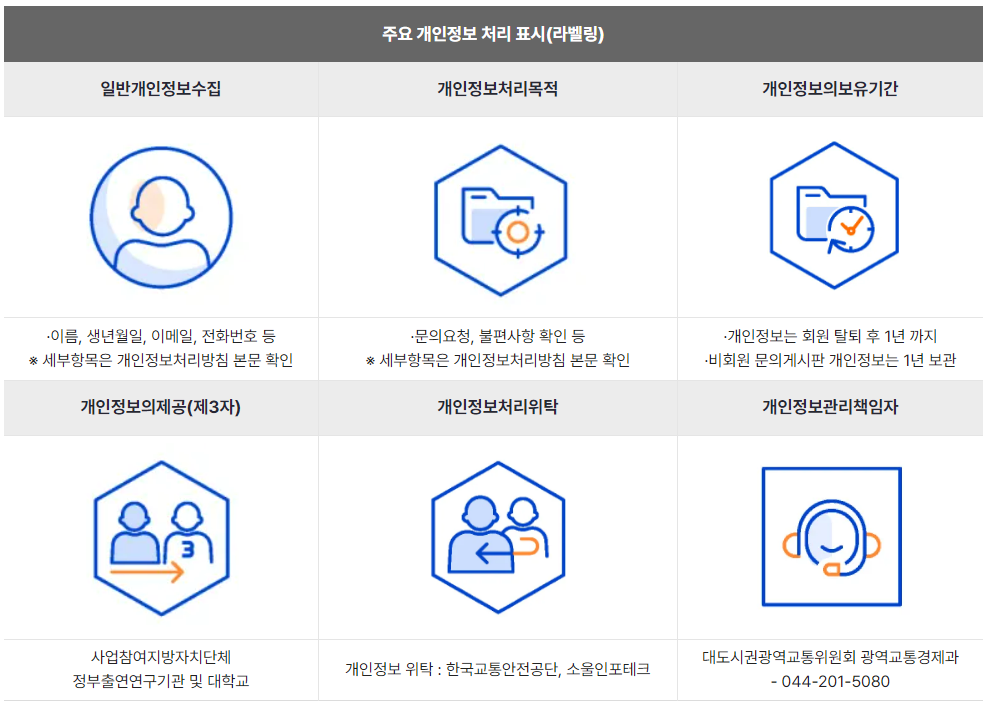 주요 개인정보 처리 표시(라벨링)
일반개인정보수집
개인정보처리목적
개인정보의보유기간
·이름, 생년월일, 이메일, 전화번호 등
※ 세부항목은 개인정보처리방침 본문 확인
·문의요청, 불편사항 확인 등
※ 세부항목은 개인정보처리방침 본문 확인
·개인정보는 회원 탈퇴 후 1년 까지
·비회원 문의게시판 개인정보는 1년 보관
개인정보의제공(제3자)
개인정보처리위탁
개인정보관리책임자
3
사업참여지방자치단체
정부출연연구기관 및 대학교
개인정보 위탁 : 한국교통안전공단, 소울인포테크
대도시권광역교통위원회 광역교통경제과
- 044-201-5080